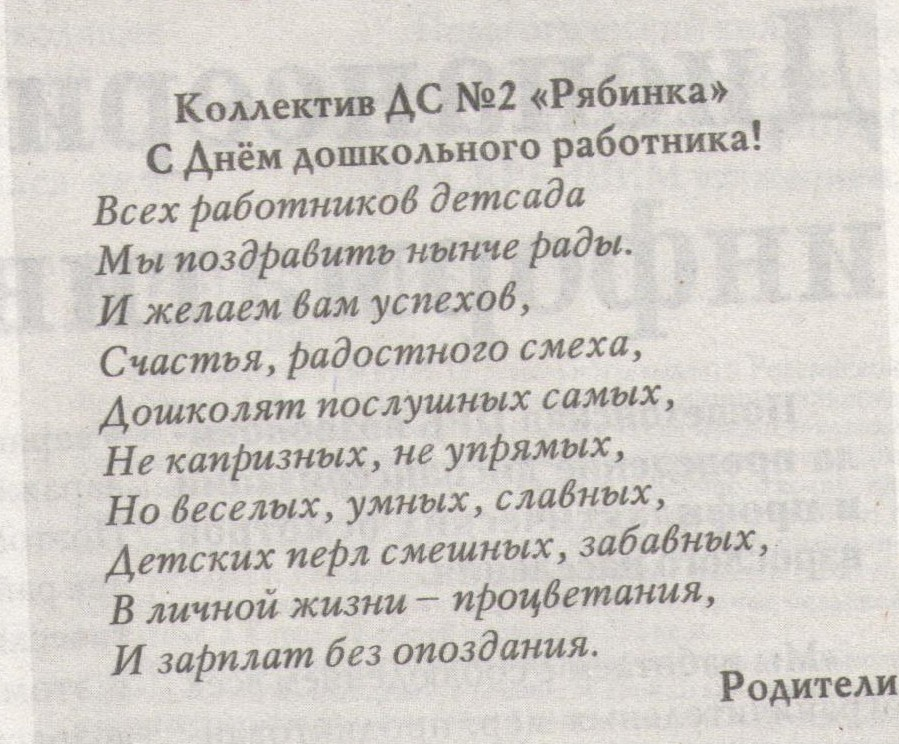 Коллектив ДС №2 «Рябинка»
С Днём дошкольного работника!
Всех работников детсада
Мы поздравить нынче рады.
И желаем вам успехов,
Счастья, радостного смеха,
Дошколят послушных самых,
Не капризных, не упрямых,
Но веселых, умных, славных,
Детских перл смешных, забавных,
В личной жизни – процветания,
И зарплат без опоздания.
Родители